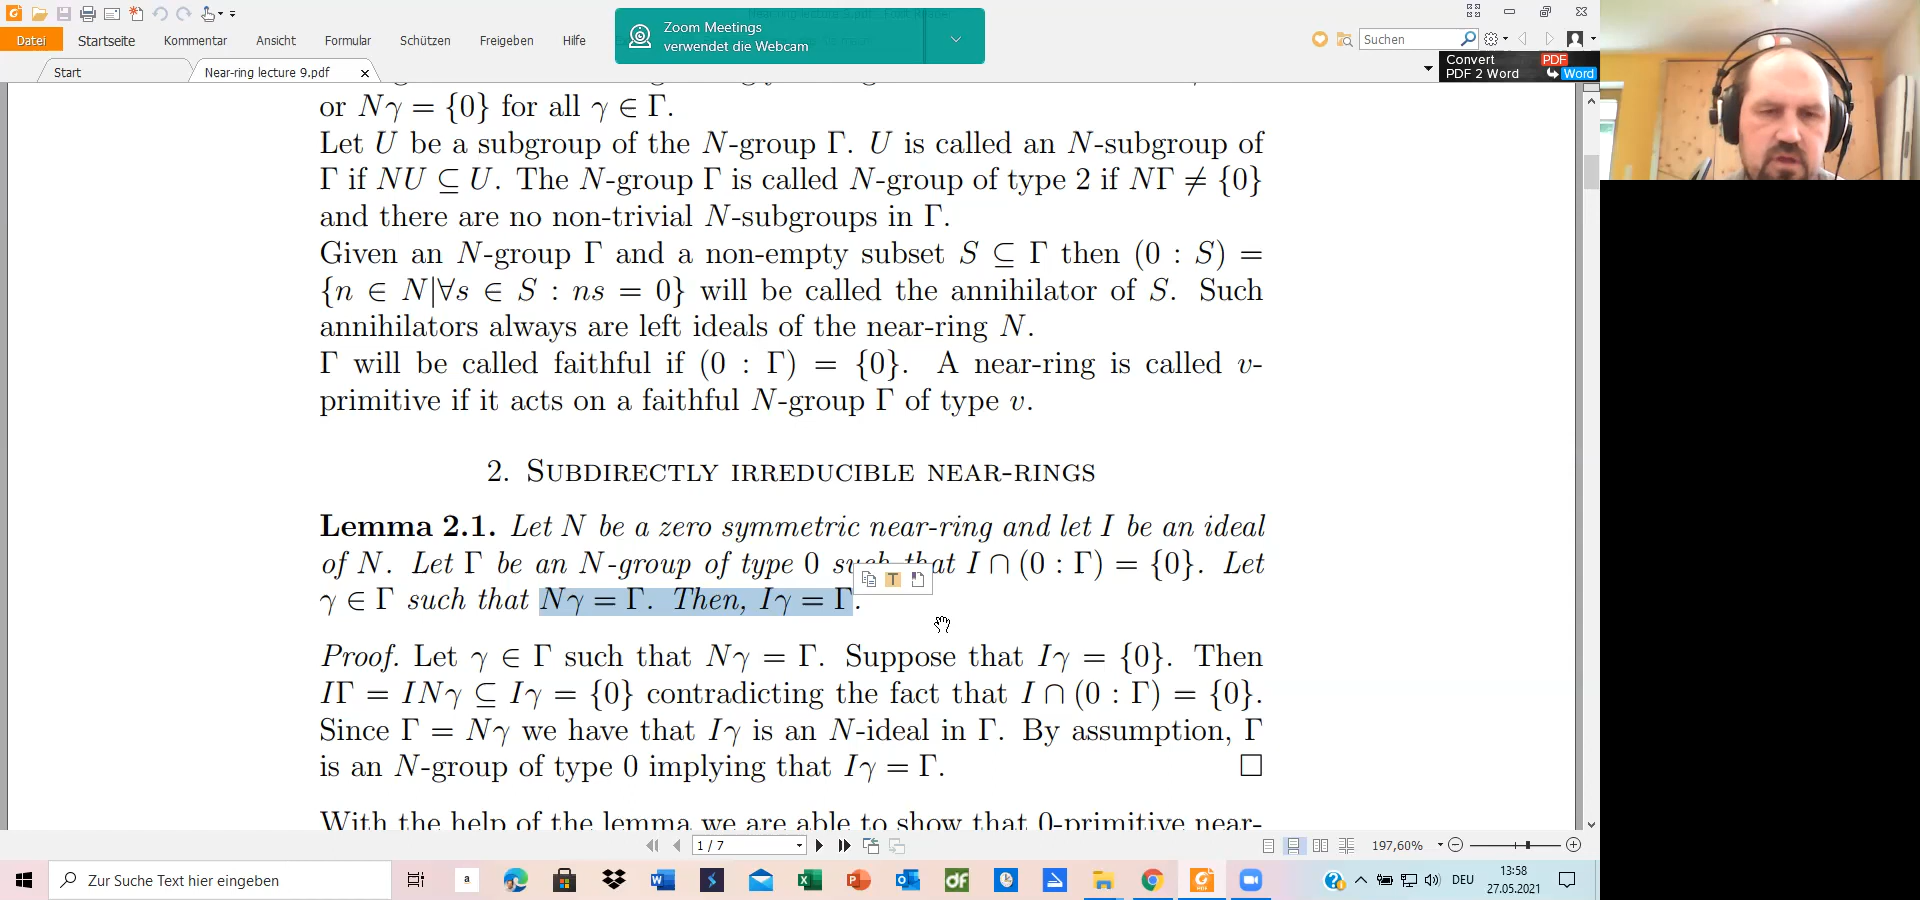 Zoom Meetings
verwendet die Webcam
Datei Startseite Kommentar Ansicht Formular Schützen Freigeben Hilfe
Suchen
Start Near-ring lecture 9.pdf
Convert PDF
PDF 2 Word Word
or Nγ = {0} for all γ ∈ Γ.
Let U be a subgroup of the N-group Γ. U is called an N-subgroup of
Γ if NU ⊆ U. The N-group Γ is called N-group of type 2 if NΓ ≠ {0}
and there are no non-trivial N-subgroups in Γ.
Given an N-group Γ and a non-empty subset S ⊆ Γ then (0 : S) =
{n ∈ N|∀s ∈ S : ns = 0} will be called the annihilator of S. Such
annihilators always are left ideals of the near-ring N.
Γ will be called faithful if (0 : Γ) = {0}. A near-ring is called v-
primitive if it acts on a faithful N-group Γ of type v.
2. Subdirectly irreducible near-rings
Lemma 2.1. Let N be a zero symmetric near-ring and let I be an ideal
of N. Let Γ be an N-group of type 0 such that I ∩ (0 : Γ) = {0}. Let
γ ∈ Γ such that Nγ = Γ. Then, Iγ = Γ.
Proof. Let γ ∈ Γ such that Nγ = Γ. Suppose that Iγ = {0}. Then
IΓ = INγ ⊆ Iγ = {0} contradicting the fact that I ∩ (0 : Γ) = {0}.
Since Γ = Nγ we have that Iγ is an N-ideal in Γ. By assumption, Γ
is an N-group of type 0 implying that Iγ = Γ. □
With the help of the lemma we are able to show that 0-primitive near-
1 / 7 197,60%
Zur Suche Text hier eingeben
DEU
13:58
27.05.2021